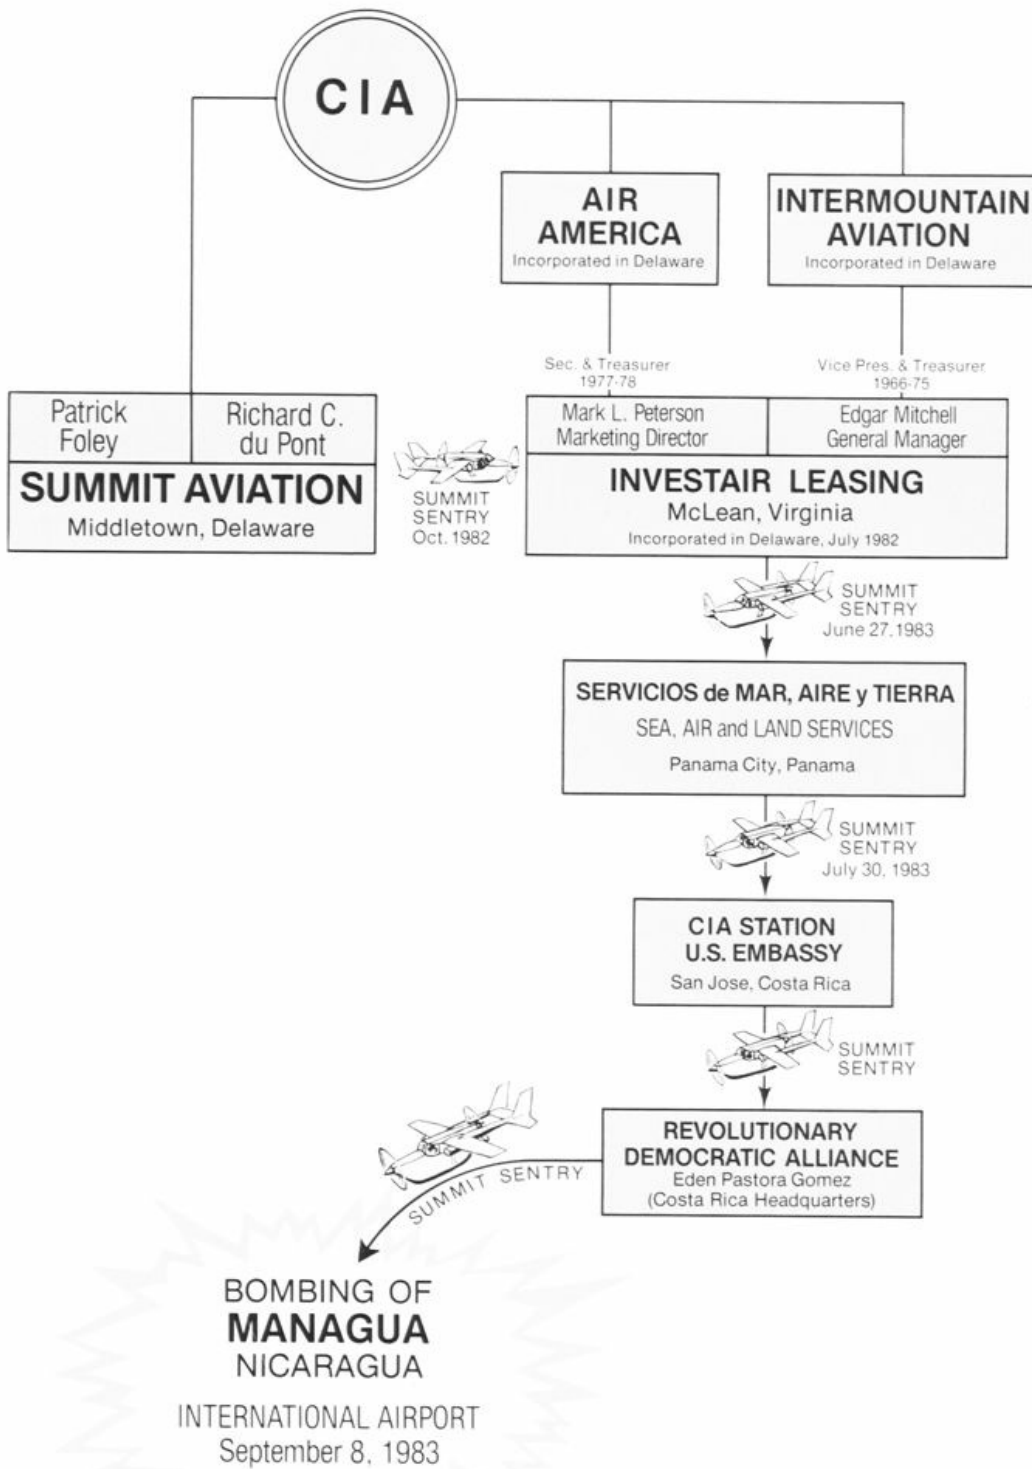 CIA
AIR
AMERICA
Incorporated in Delaware
INTERMOUNTAIN
AVIATION
Incorporated in Delaware
Sec. & Treasurer
1977-78
Vice Pres. & Treasurer
1966-75
Patrick
Foley
Richard C.
du Pont
SUMMIT AVIATION
Middletown, Delaware
SUMMIT
SENTRY
Oct. 1982
Mark L. Peterson
Marketing Director
Edgar Mitchell
General Manager
INVESTAIR LEASING
McLean, Virginia
Incorporated in Delaware, July 1982
SUMMIT
SENTRY
June 27, 1983
SERVICIOS de MAR, AIRE y TIERRA
SEA, AIR and LAND SERVICES
Panama City, Panama
SUMMIT
SENTRY
July 30, 1983
CIA STATION
U.S. EMBASSY
San Jose, Costa Rica
SUMMIT
SENTRY
REVOLUTIONARY
DEMOCRATIC ALLIANCE
Eden Pastora Gomez
(Costa Rica Headquarters)
SUMMIT SENTRY
BOMBING OF
MANAGUA
NICARAGUA
INTERNATIONAL AIRPORT
September 8, 1983